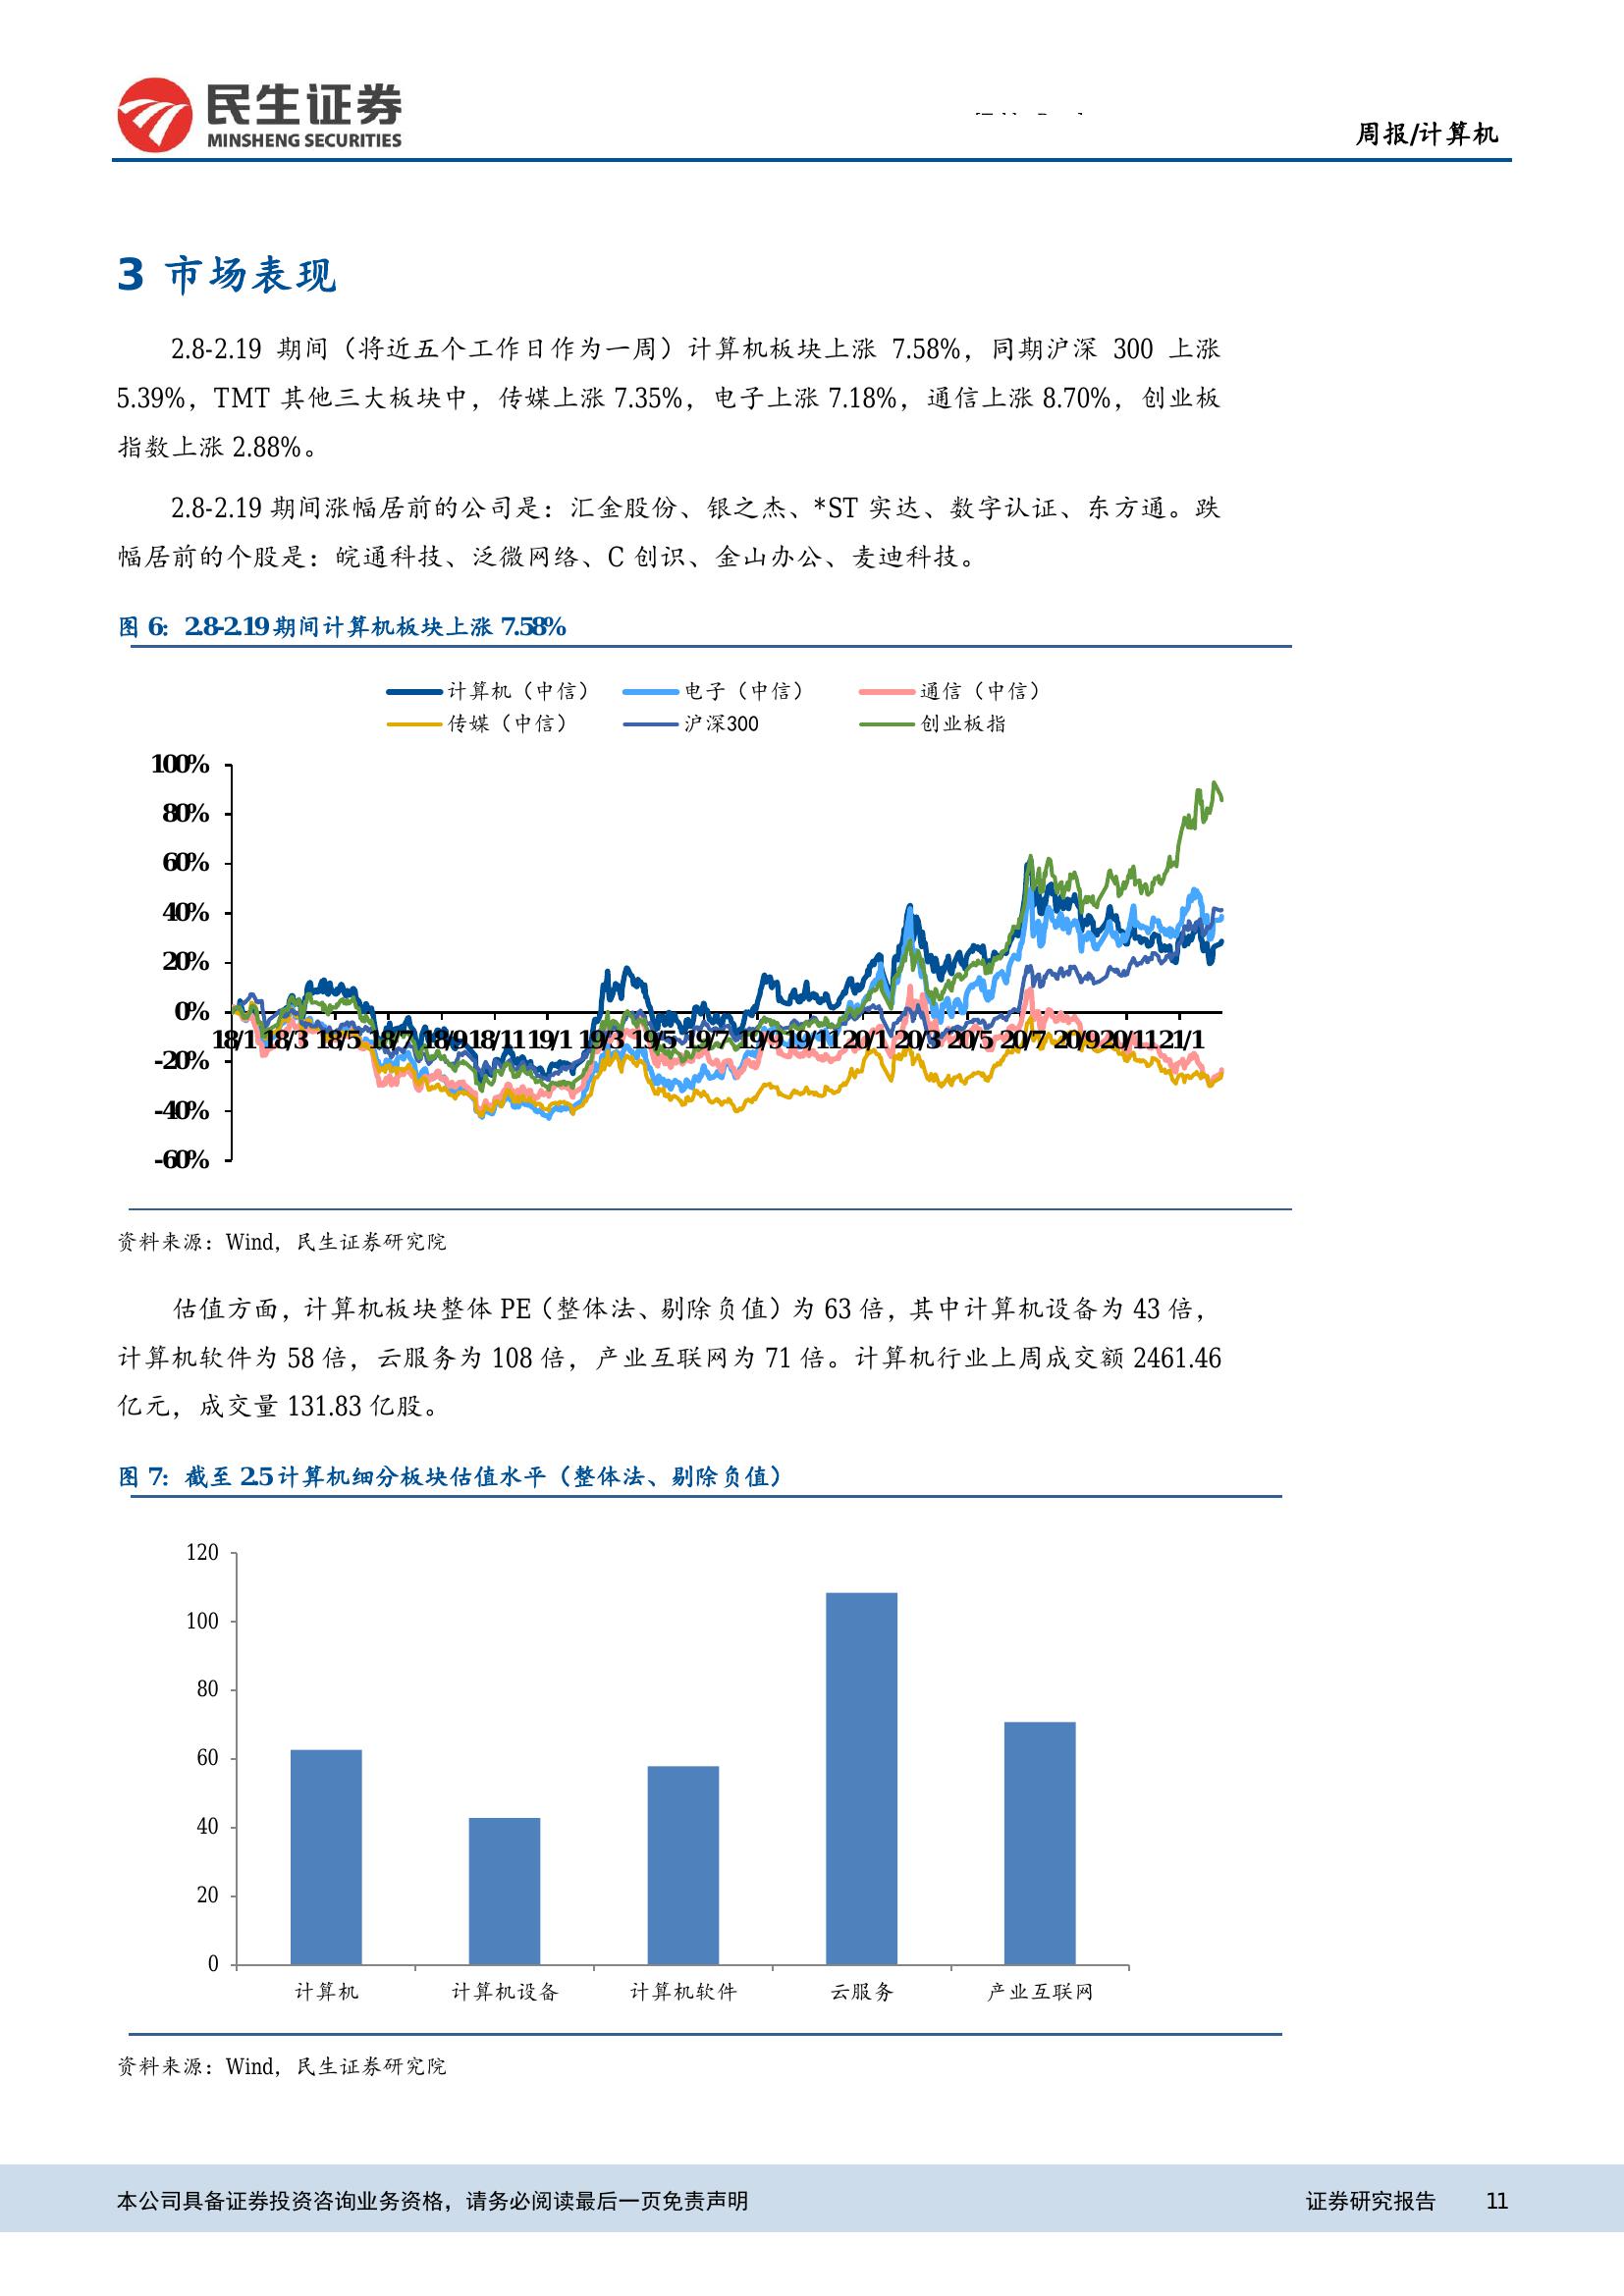 民生证券
MINSHENG SECURITIES
周报/计算机
3 市场表现
2.8-2.19 期间（将近五个工作日作为一周）计算机板块上涨 7.58%，同期沪深 300 上涨
5.39%，TMT 其他三大板块中，传媒上涨 7.35%，电子上涨 7.18%，通信上涨 8.70%，创业板
指数上涨 2.88%。
2.8-2.19 期间涨幅居前的公司是：汇金股份、银之杰、*ST 实达、数字认证、东方通。跌
幅居前的个股是：皖通科技、泛微网络、C 创识、金山办公、麦迪科技。
图 6：2.8-2.19 期间计算机板块上涨 7.58%
计算机（中信） 电子（中信） 通信（中信）
传媒（中信） 沪深300 创业板指
100%
80%
60%
40%
20%
0%
18/1 18/3 18/5 18/7 18/9 18/11 19/1 19/3 19/5 19/7 19/9 19/11 20/1 20/3 20/5 20/7 20/9 20/11 21/1
-20%
-40%
-60%
资料来源：Wind，民生证券研究院
估值方面，计算机板块整体 PE（整体法、剔除负值）为 63 倍，其中计算机设备为 43 倍，
计算机软件为 58 倍，云服务为 108 倍，产业互联网为 71 倍。计算机行业上周成交额 2461.46
亿元，成交量 131.83 亿股。
图 7：截至 2.5 计算机细分板块估值水平（整体法、剔除负值）
120
100
80
60
40
20
0
计算机 计算机设备 计算机软件 云服务 产业互联网
资料来源：Wind，民生证券研究院
本公司具备证券投资咨询业务资格，请务必阅读最后一页免责声明 证券研究报告 11